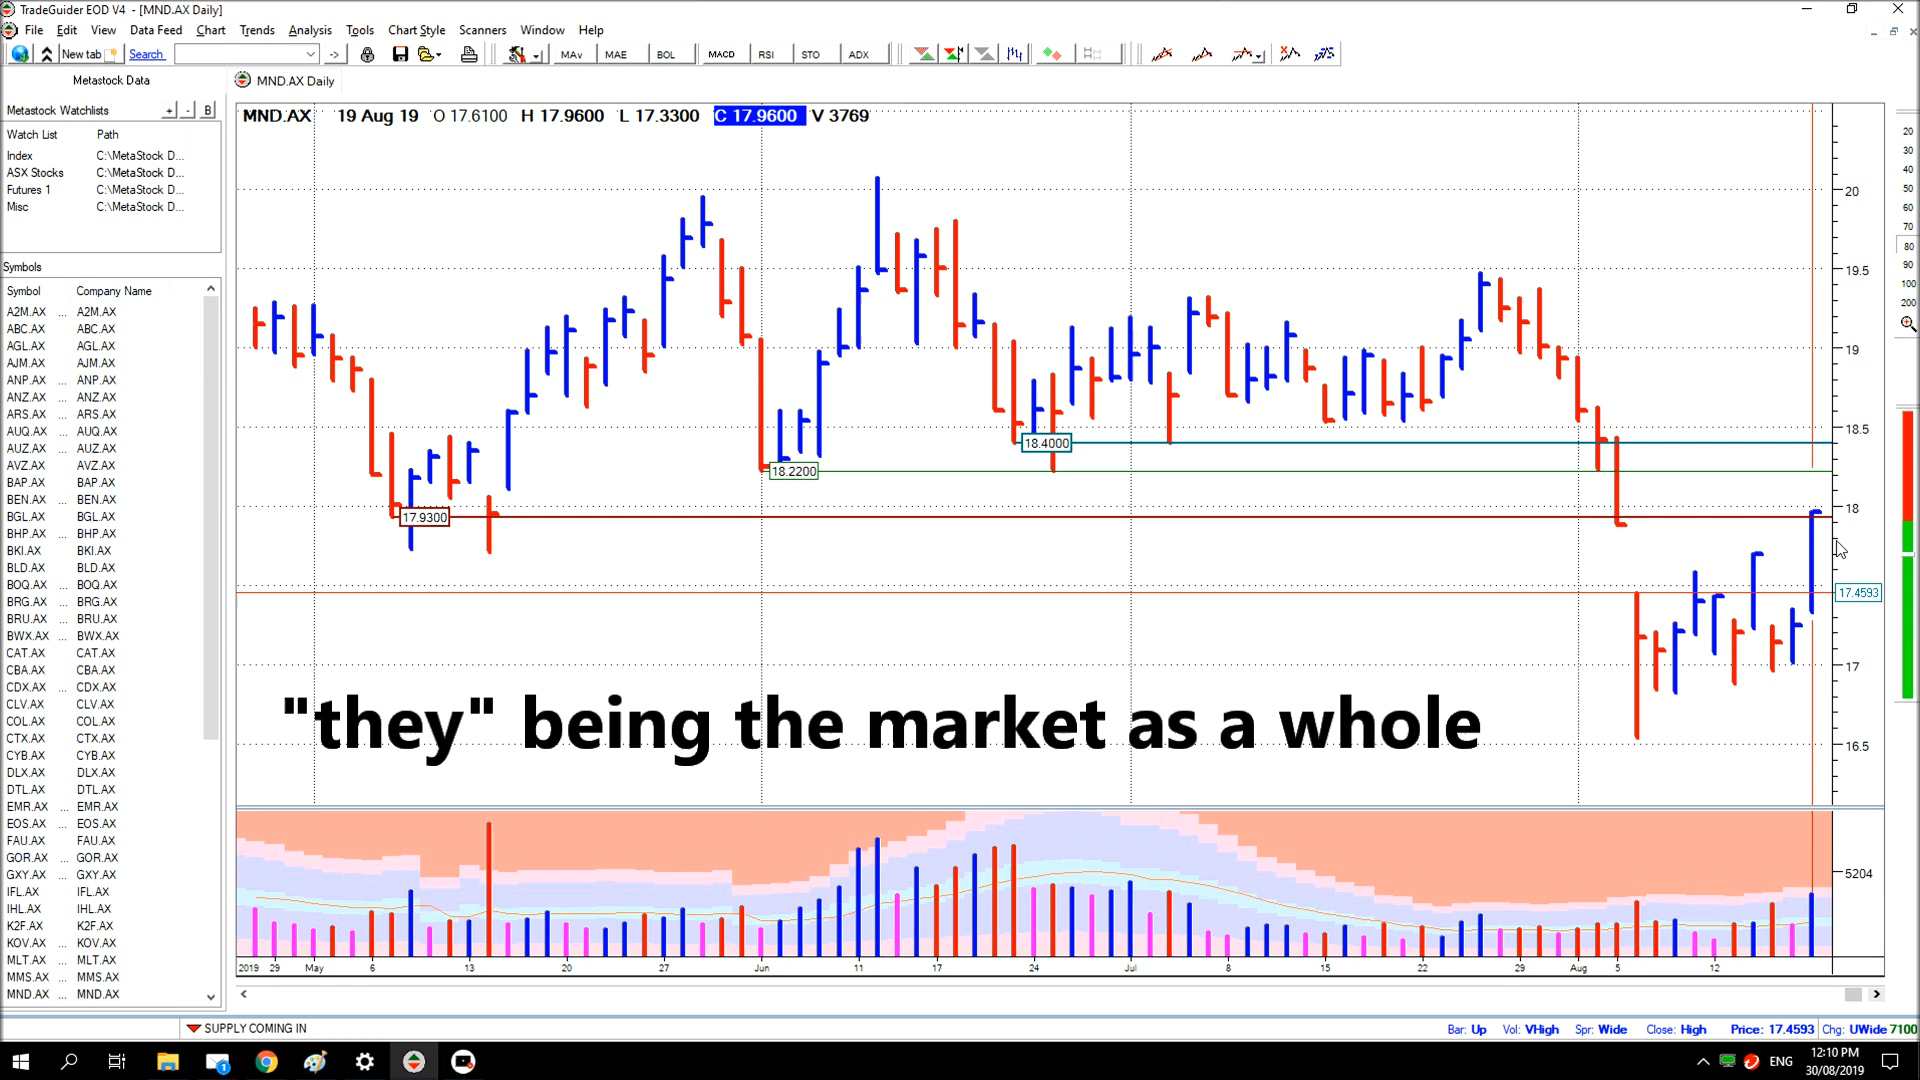 TradeGuider EOD V4 - [MND.AX Daily]
File Edit View Data Feed Chart Trends Analysis Tools Chart Style Scanners Window Help
New tab Search -> MAv MAE BOL MACD RSI STO ADX
Metastock Data
MND.AX Daily
Metastock Watchlists + - B
Watch List Path
Index C:\MetaStock D...
ASX Stocks C:\MetaStock D...
Futures 1 C:\MetaStock D...
Misc C:\MetaStock D...
Symbols
Symbol Company Name
A2M.AX ... A2M.AX
ABC.AX ABC.AX
AGL.AX AGL.AX
AJM.AX AJM.AX
ANP.AX ... ANP.AX
ANZ.AX ... ANZ.AX
ARS.AX ... ARS.AX
AUQ.AX ... AUQ.AX
AUZ.AX ... AUZ.AX
AVZ.AX AVZ.AX
BAP.AX BAP.AX
BEN.AX ... BEN.AX
BGL.AX ... BGL.AX
BHP.AX ... BHP.AX
BKI.AX BKI.AX
BLD.AX BLD.AX
BOQ.AX ... BOQ.AX
BRG.AX ... BRG.AX
BRU.AX ... BRU.AX
BWX.AX ... BWX.AX
CAT.AX CAT.AX
CBA.AX CBA.AX
CDX.AX ... CDX.AX
CLV.AX CLV.AX
COL.AX COL.AX
CTX.AX CTX.AX
CYB.AX CYB.AX
DLX.AX DLX.AX
DTL.AX DTL.AX
EMR.AX ... EMR.AX
EOS.AX ... EOS.AX
FAU.AX FAU.AX
GOR.AX ... GOR.AX
GXY.AX ... GXY.AX
IFL.AX IFL.AX
IHL.AX IHL.AX
K2F.AX K2F.AX
KOV.AX ... KOV.AX
MLT.AX ... MLT.AX
MMS.AX ... MMS.AX
MND.AX ... MND.AX
MND.AX 19 Aug 19 O 17.6100 H 17.9600 L 17.3300 C 17.9600 V 3769
20
19.5
19
18.5
18
17.4593
17
16.5
18.4000
18.2200
17.9300
"they" being the market as a whole
5204
2019 29 May 6 13 20 27 Jun 11 17 24 Jul 8 15 22 29 Aug 5 12
20
30
40
50
60
70
80
90
100
200
SUPPLY COMING IN
Bar: Up Vol: VHigh Spr: Wide Close: High Price: 17.4593 Chg: UWide 7100
1
ENG
12:10 PM
30/08/2019